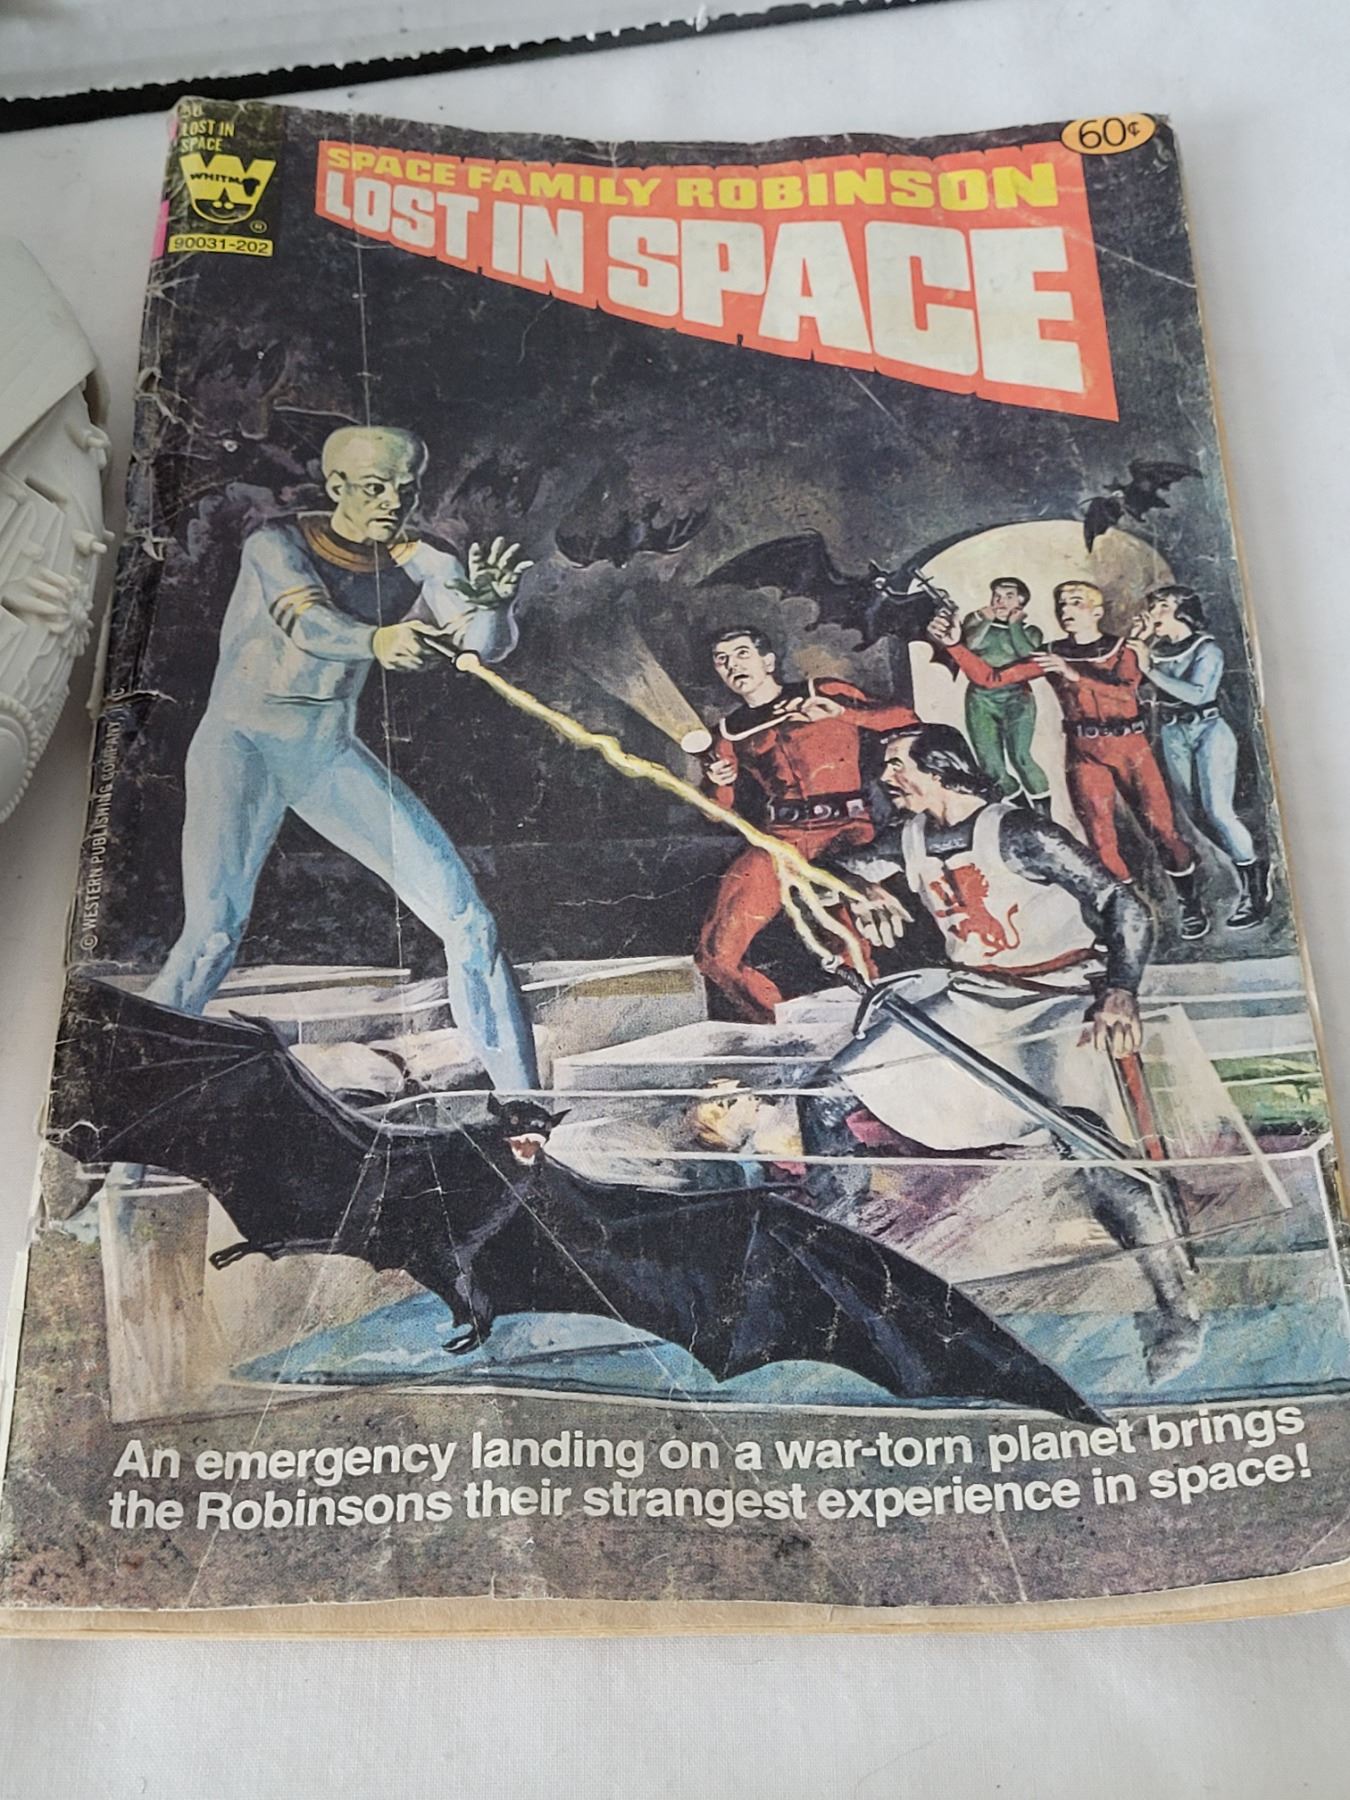 LOST IN
SPACE
WHITMAN
®
90031-202
60¢
SPACE FAMILY ROBINSON
LOST IN SPACE
© WESTERN PUBLISHING COMPANY,
An emergency landing on a war-torn planet brings
the Robinsons their strangest experience in space!